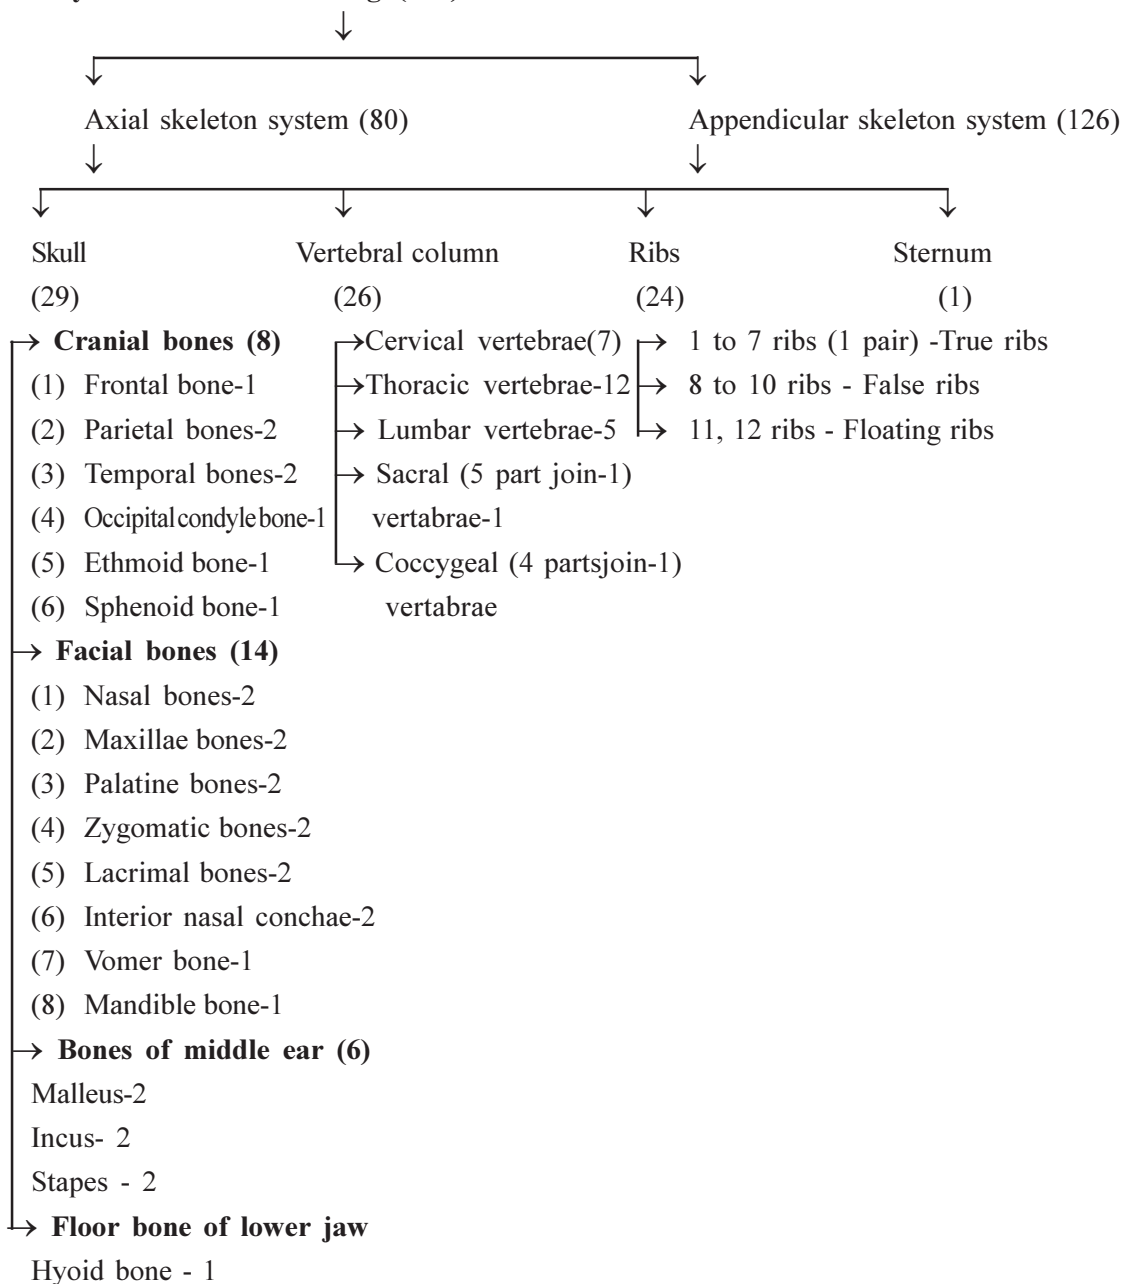 Axial skeleton system (80)
Appendicular skeleton system (126)
Skull
Vertebral column
Ribs
Sternum
(29)
(26)
(24)
(1)
Cranial bones (8)
(1) Frontal bone-1
(2) Parietal bones-2
(3) Temporal bones-2
(4) Occipital condyle bone-1
(5) Ethmoid bone-1
(6) Sphenoid bone-1
Facial bones (14)
(1) Nasal bones-2
(2) Maxillae bones-2
(3) Palatine bones-2
(4) Zygomatic bones-2
(5) Lacrimal bones-2
(6) Interior nasal conchae-2
(7) Vomer bone-1
(8) Mandible bone-1
Bones of middle ear (6)
Malleus-2
Incus- 2
Stapes - 2
Floor bone of lower jaw
Hyoid bone - 1
Cervical vertebrae(7)
Thoracic vertebrae-12
Lumbar vertebrae-5
Sacral (5 part join-1)
vertabrae-1
Coccygeal (4 partsjoin-1)
vertabrae
1 to 7 ribs (1 pair) -True ribs
8 to 10 ribs - False ribs
11, 12 ribs - Floating ribs